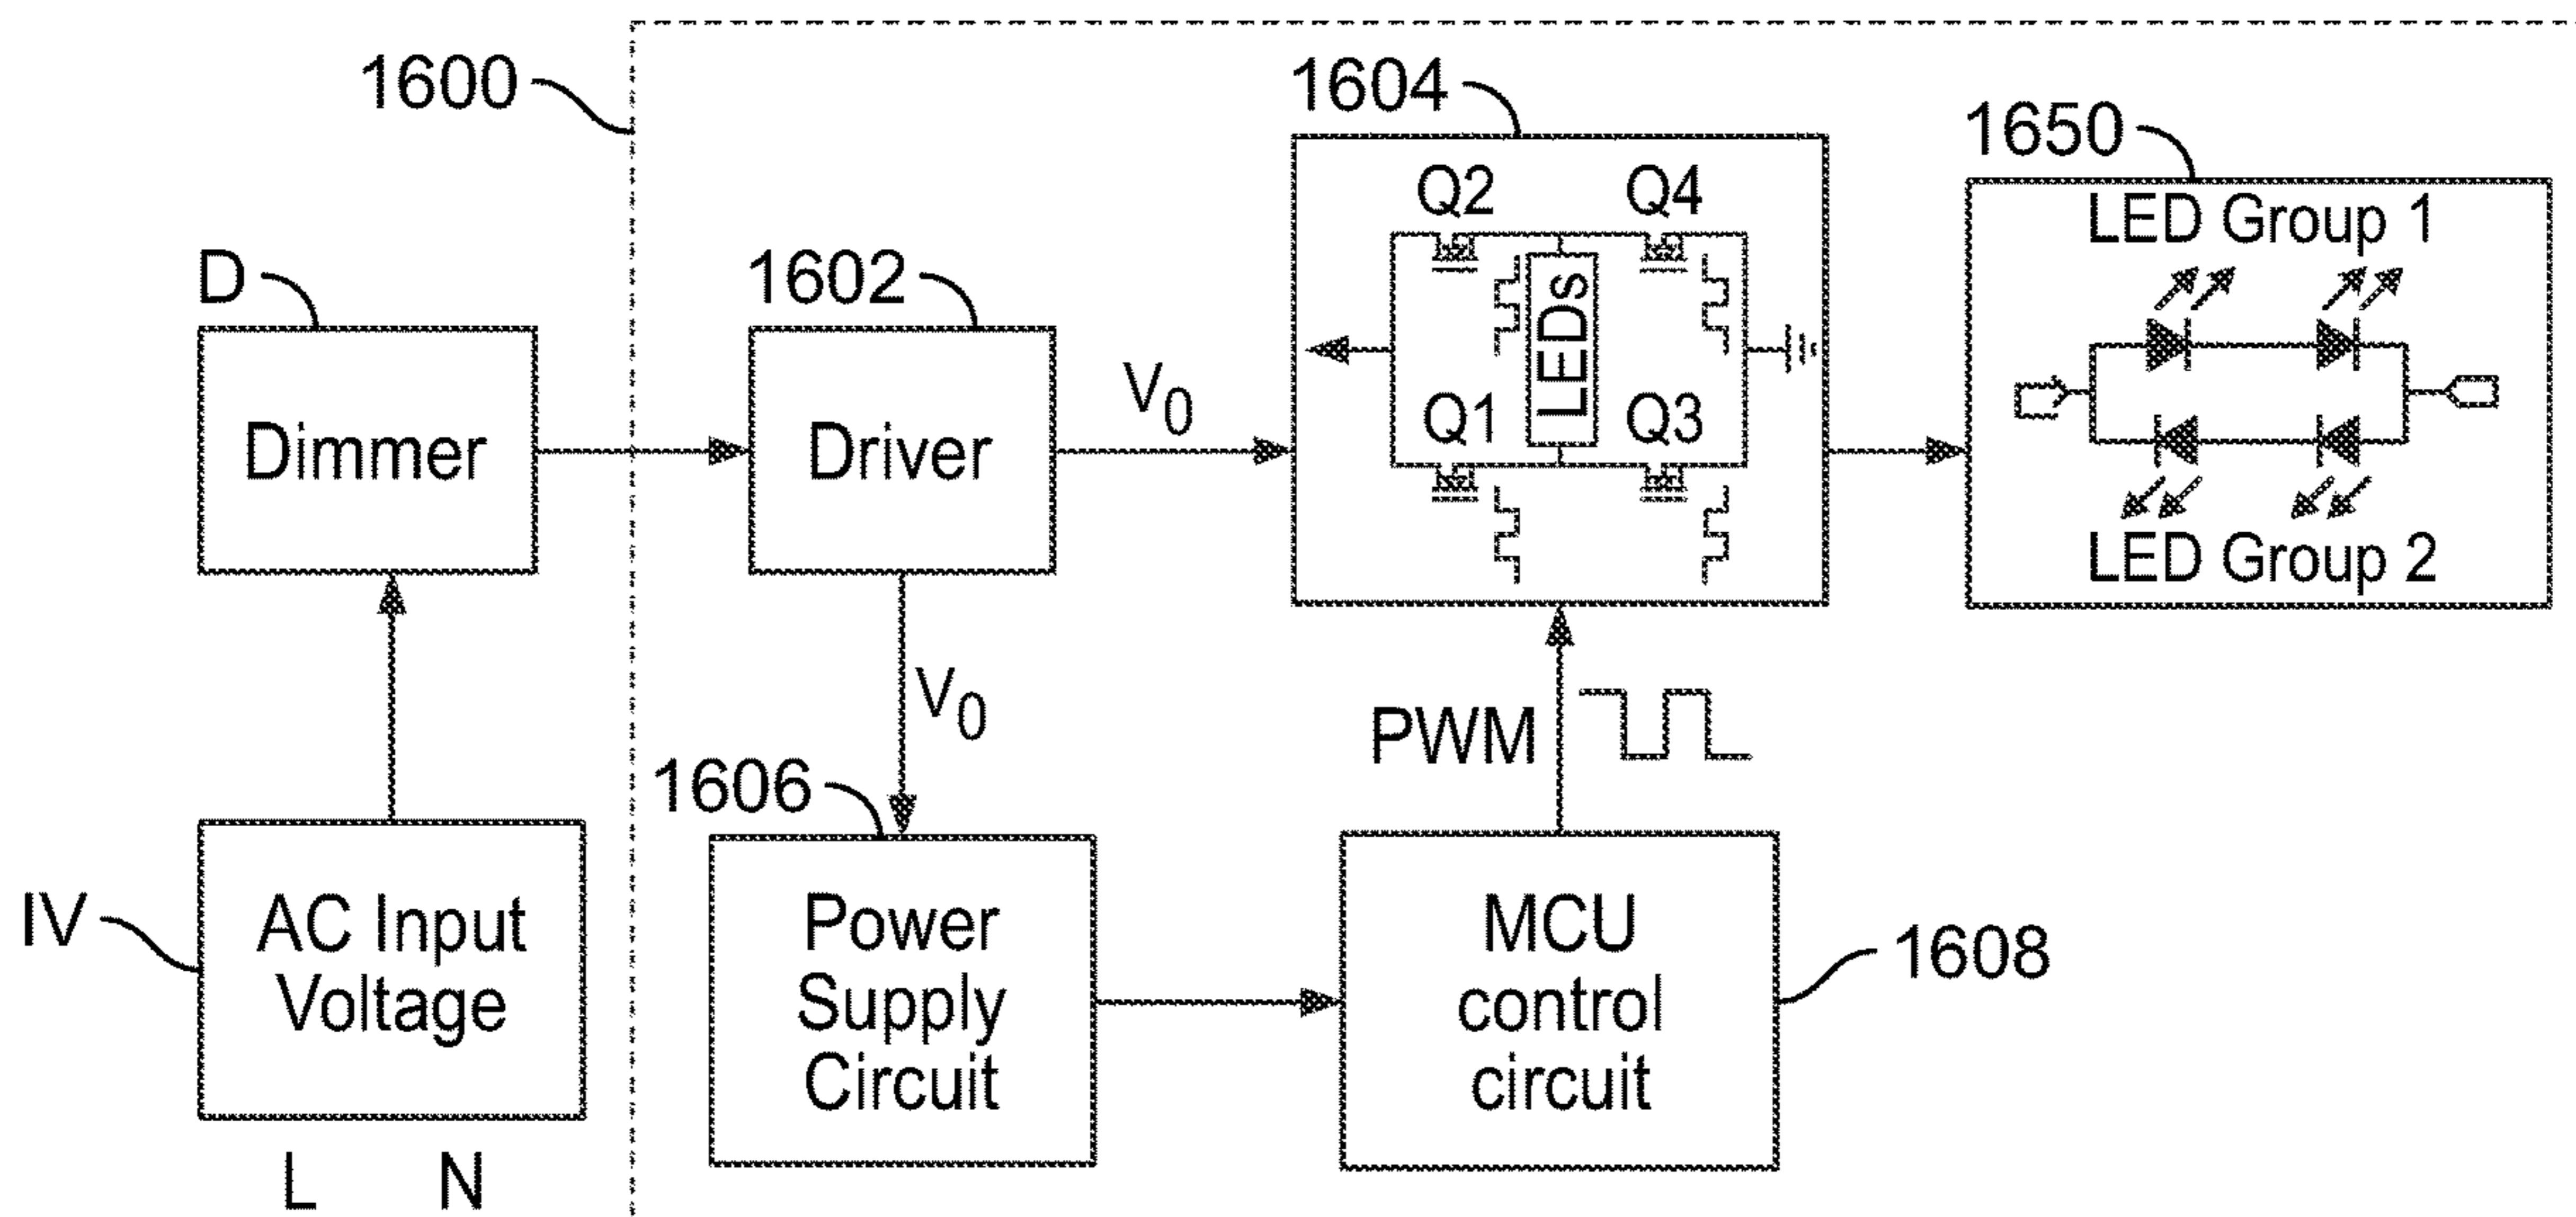 1600
1604
1650
Q2
Q4
LED Group 1
D
1602
LEDs
V0
Q1
Q3
Dimmer
Driver
LED Group 2
V0
PWM
1606
IV
AC Input
Voltage
Power
Supply
Circuit
MCU
control
circuit
1608
L
N